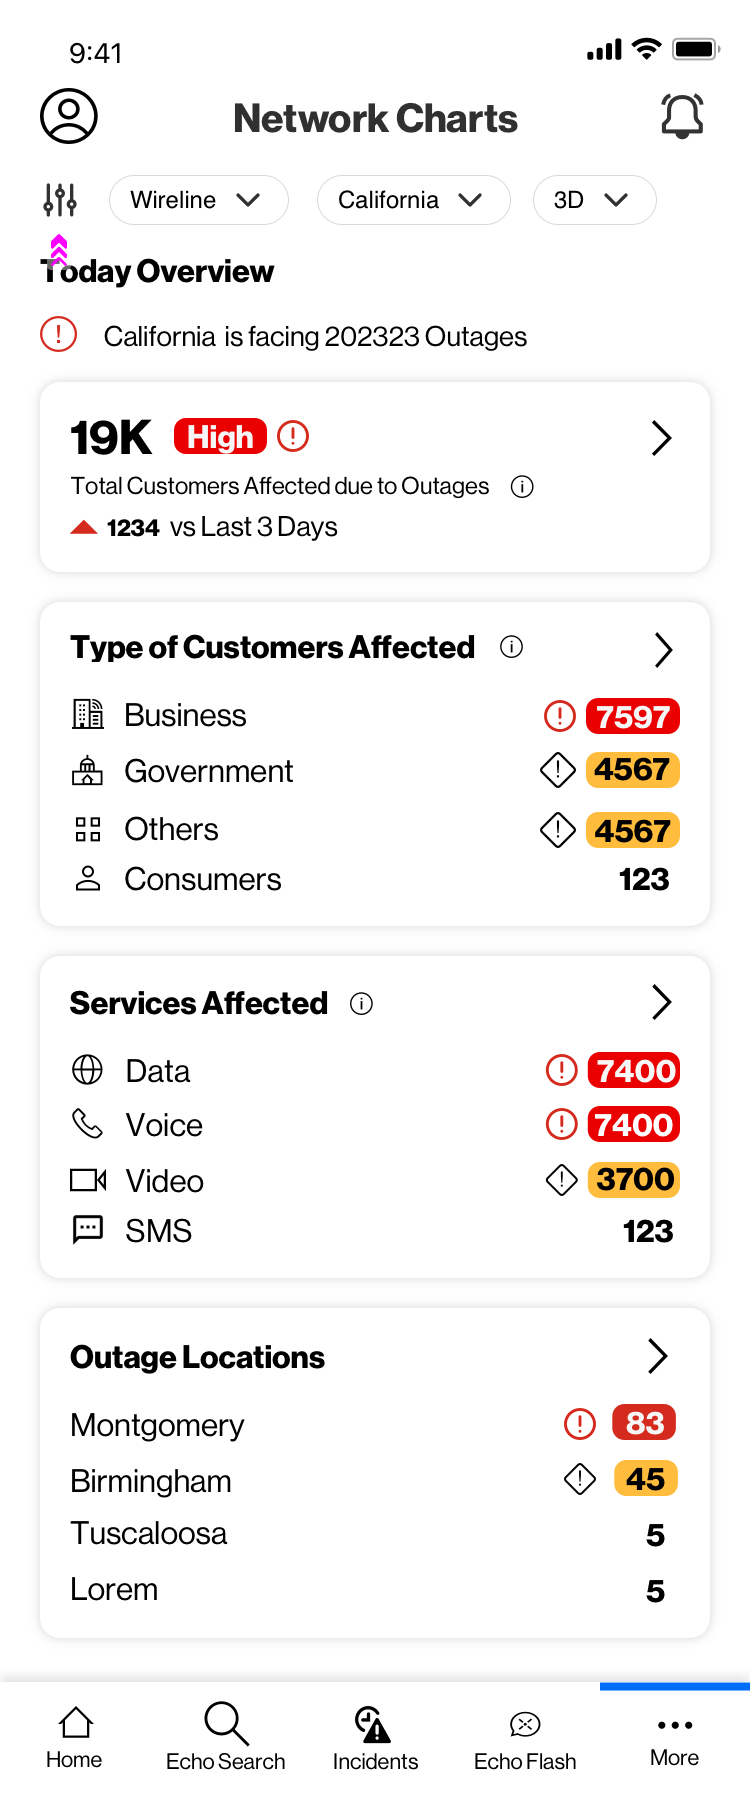 9:41
Network Charts
Wireline California 3D
Today Overview
California is facing 202323 Outages
19K High
Total Customers Affected due to Outages
1234 vs Last 3 Days
Type of Customers Affected
Business 7597
Government 4567
Others 4567
Consumers 123
Services Affected
Data 7400
Voice 7400
Video 3700
SMS 123
Outage Locations
Montgomery 83
Birmingham 45
Tuscaloosa 5
Lorem 5
Home Echo Search Incidents Echo Flash More